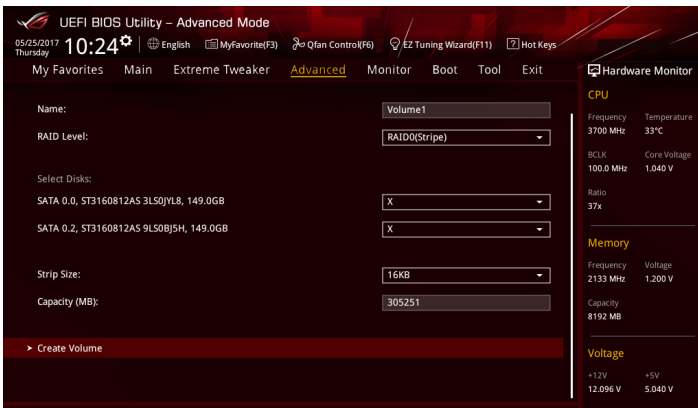 UEFI BIOS Utility – Advanced Mode
05/25/2017 Thursday 10:24 English MyFavorite(F3) Qfan Control(F6) EZ Tuning Wizard(F11) ? Hot Keys
My Favorites Main Extreme Tweaker Advanced Monitor Boot Tool Exit
Hardware Monitor
Name: Volume1
RAID Level: RAID0(Stripe)
Select Disks:
SATA 0.0, ST3160812AS 3LS0JYL8, 149.0GB X
SATA 0.2, ST3160812AS 9LS0BJ5H, 149.0GB X
Strip Size: 16KB
Capacity (MB): 305251
> Create Volume
CPU
Frequency Temperature
3700 MHz 33°C
BCLK Core Voltage
100.0 MHz 1.040 V
Ratio
37x
Memory
Frequency Voltage
2133 MHz 1.200 V
Capacity
8192 MB
Voltage
+12V +5V
12.096 V 5.040 V